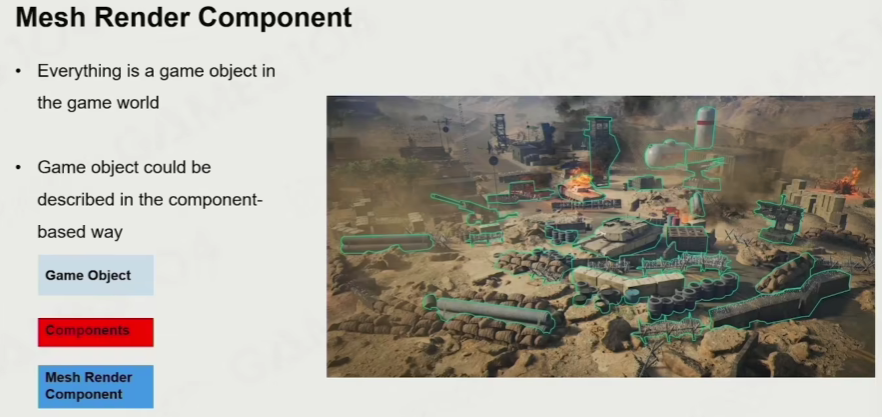 Mesh Render Component
• Everything is a game object in
the game world
• Game object could be
described in the component-
based way
Game Object
Components
Mesh Render
Component